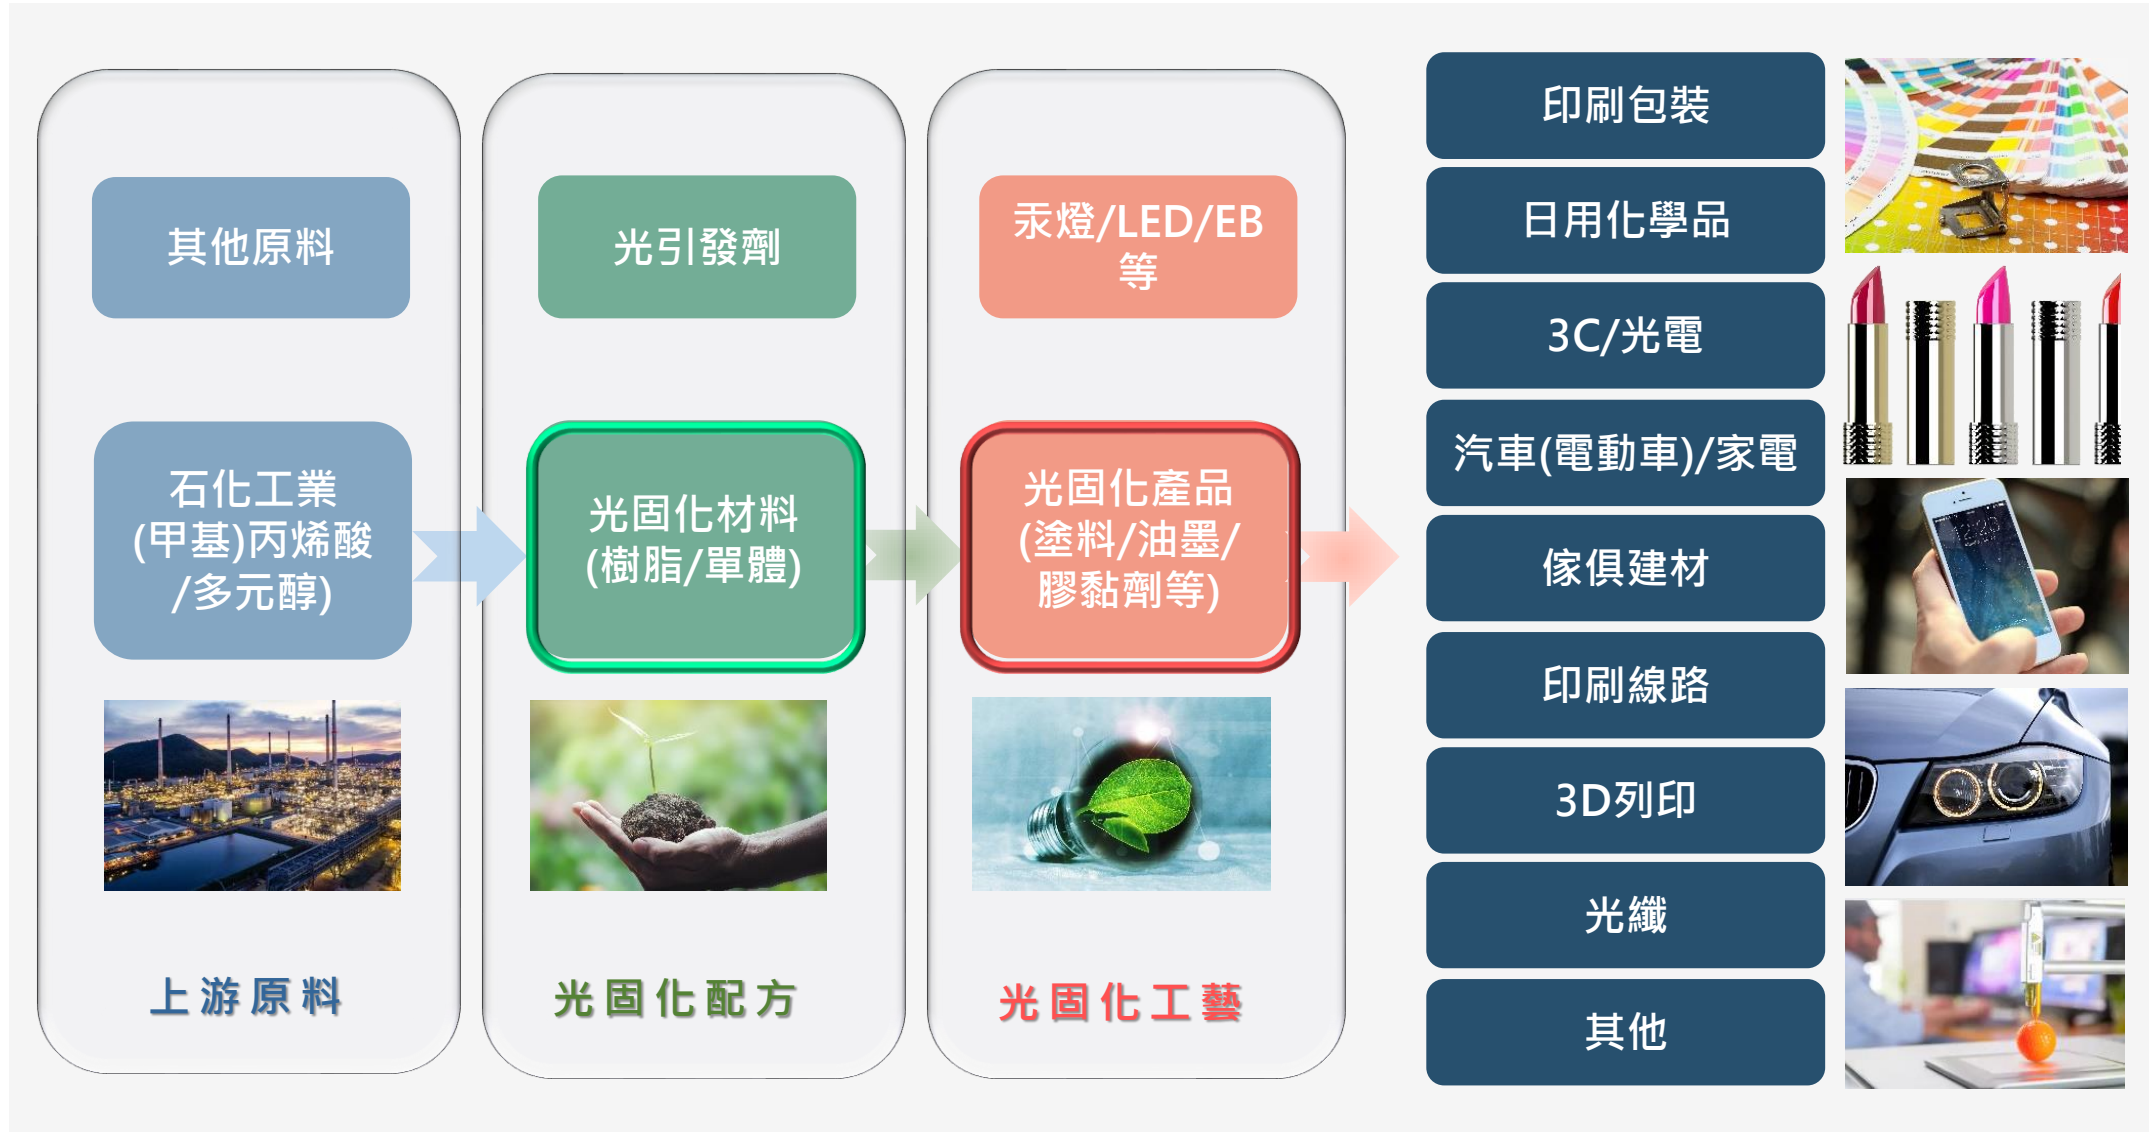 其他原料
石化工業
(甲基)丙烯酸
/多元醇)
上游原料
光引發劑
光固化材料
(樹脂/單體)
光固化配方
汞燈/LED/EB
等
光固化產品
(塗料/油墨/
膠黏劑等)
光固化工藝
印刷包裝
日用化學品
3C/光電
汽車(電動車)/家電
傢俱建材
印刷線路
3D列印
光纖
其他